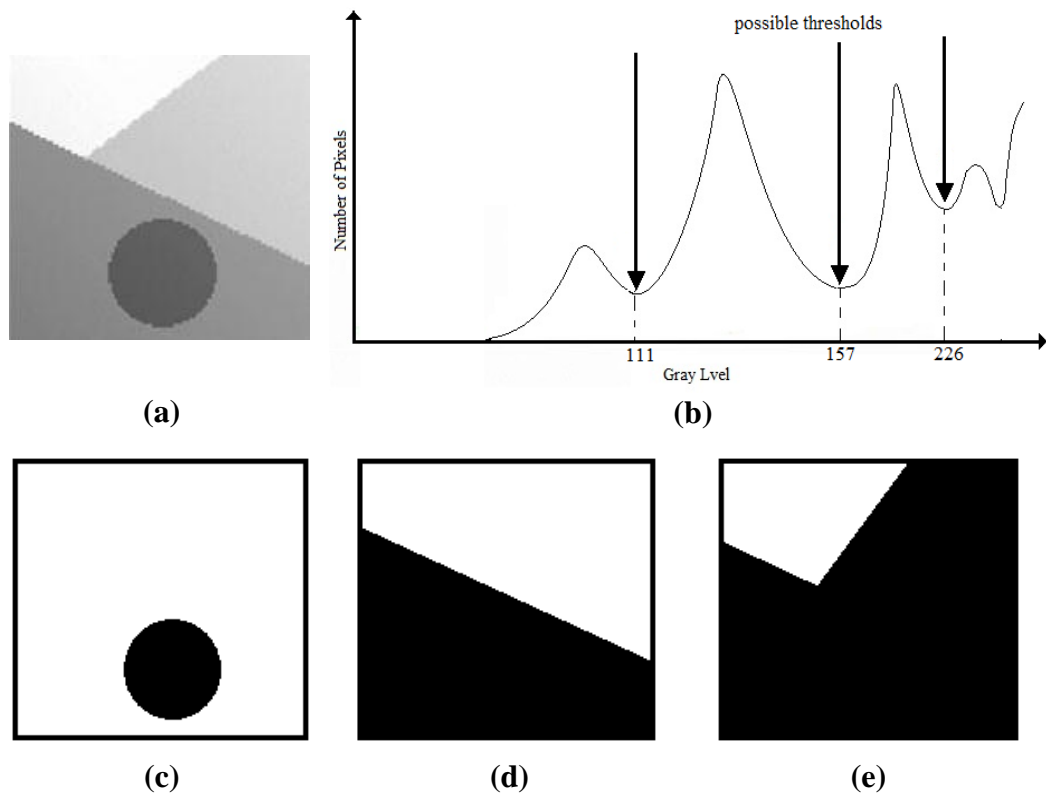 possible thresholds
Number of Pixels
111
157
226
Gray Lvel
(a)
(b)
(c)
(d)
(e)